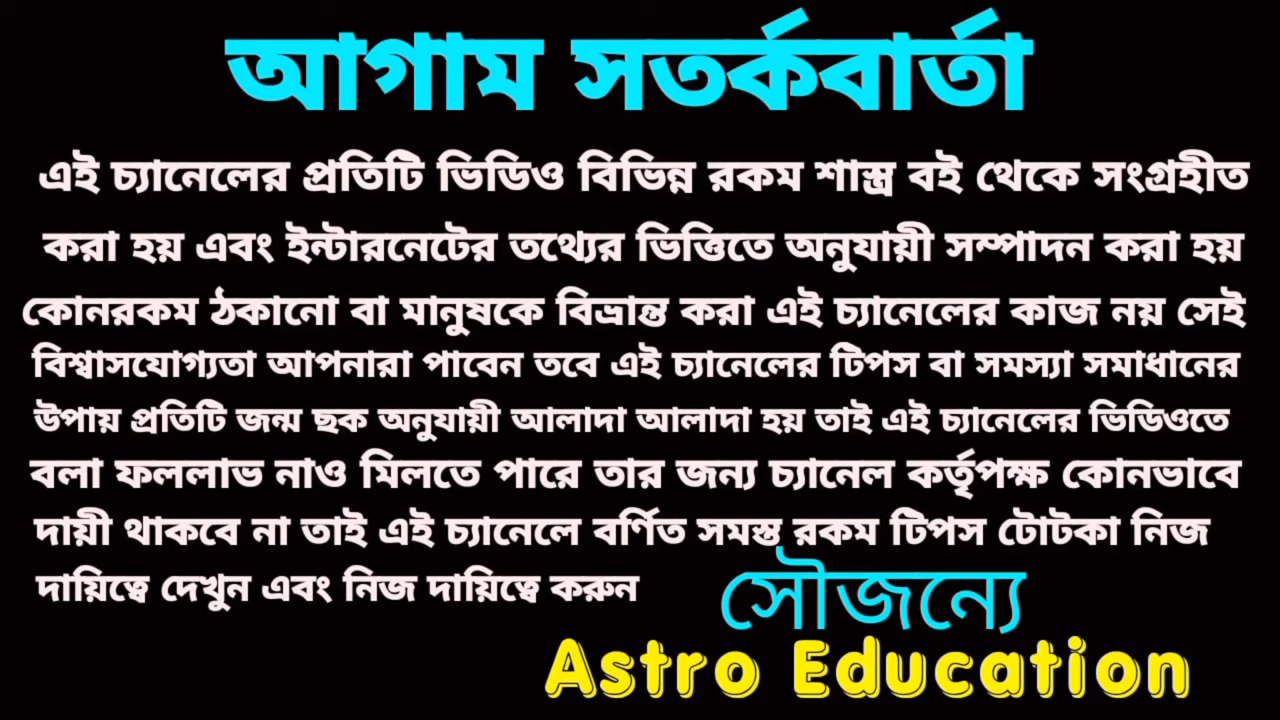 আগাম সতর্কবার্তা
এই চ্যানেলের প্রতিটি ভিডিও বিভিন্ন রকম শাস্ত্র বই থেকে সংগ্রহীত
করা হয় এবং ইন্টারনেটের তথ্যের ভিত্তিতে অনুযায়ী সম্পাদন করা হয়
কোনরকম ঠকানো বা মানুষকে বিভ্রান্ত করা এই চ্যানেলের কাজ নয় সেই
বিশ্বাসযোগ্যতা আপনারা পাবেন তবে এই চ্যানেলের টিপস বা সমস্যা সমাধানের
উপায় প্রতিটি জন্ম ছক অনুযায়ী আলাদা আলাদা হয় তাই এই চ্যানেলের ভিডিওতে
বলা ফললাভ নাও মিলতে পারে তার জন্য চ্যানেল কর্তৃপক্ষ কোনভাবে
দায়ী থাকবে না তাই এই চ্যানেলে বর্ণিত সমস্ত রকম টিপস টোটকা নিজ
দায়িত্বে দেখুন এবং নিজ দায়িত্বে করুন
সৌজন্যে
Astro Education